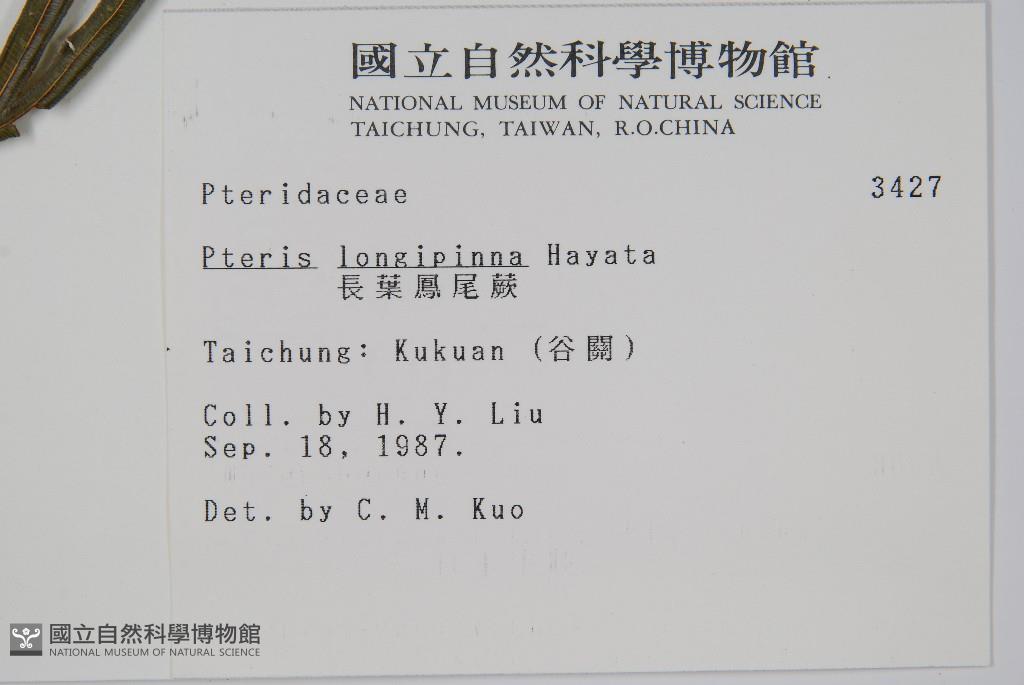 國立自然科學博物館
NATIONAL MUSEUM OF NATURAL SCIENCE
TAICHUNG, TAIWAN, R.O.CHINA
Pteridaceae 3427
Pteris longipinna Hayata
長葉鳳尾蕨
Taichung: Kukuan (谷關)
Coll. by H. Y. Liu
Sep. 18, 1987.
Det. by C. M. Kuo
國立自然科學博物館
NATIONAL MUSEUM OF NATURAL SCIENCE